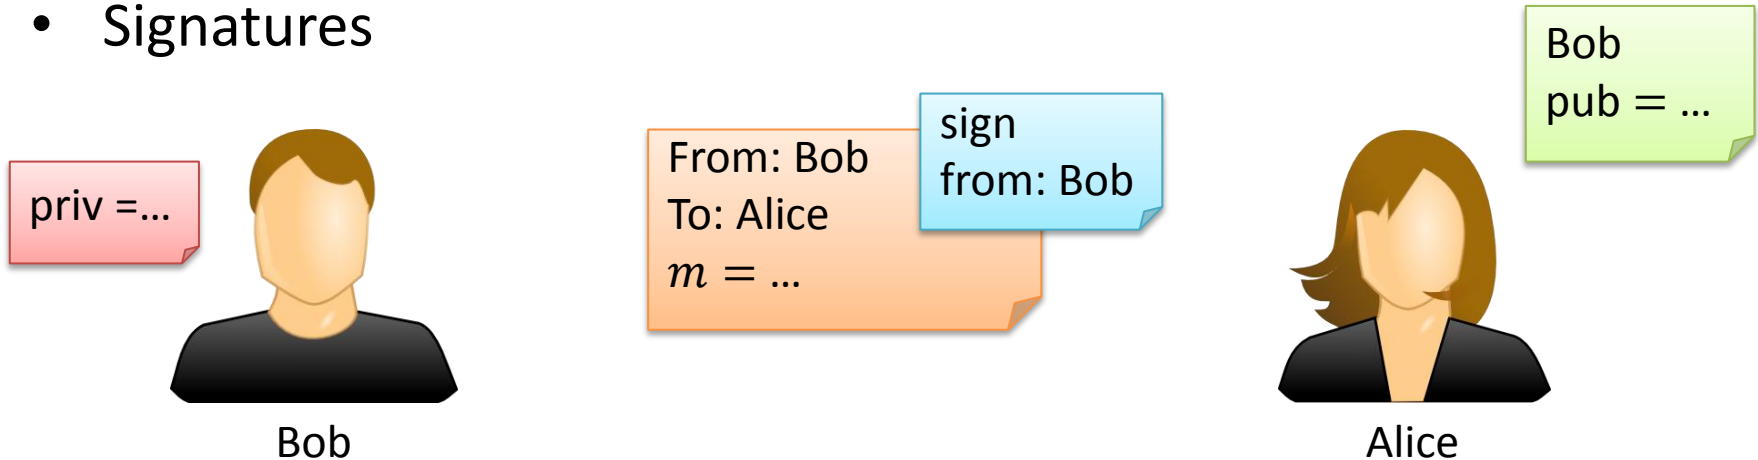 • Signatures
priv =...
Bob
From: Bob
To: Alice
m = ...
sign
from: Bob
Bob
pub = ...
Alice